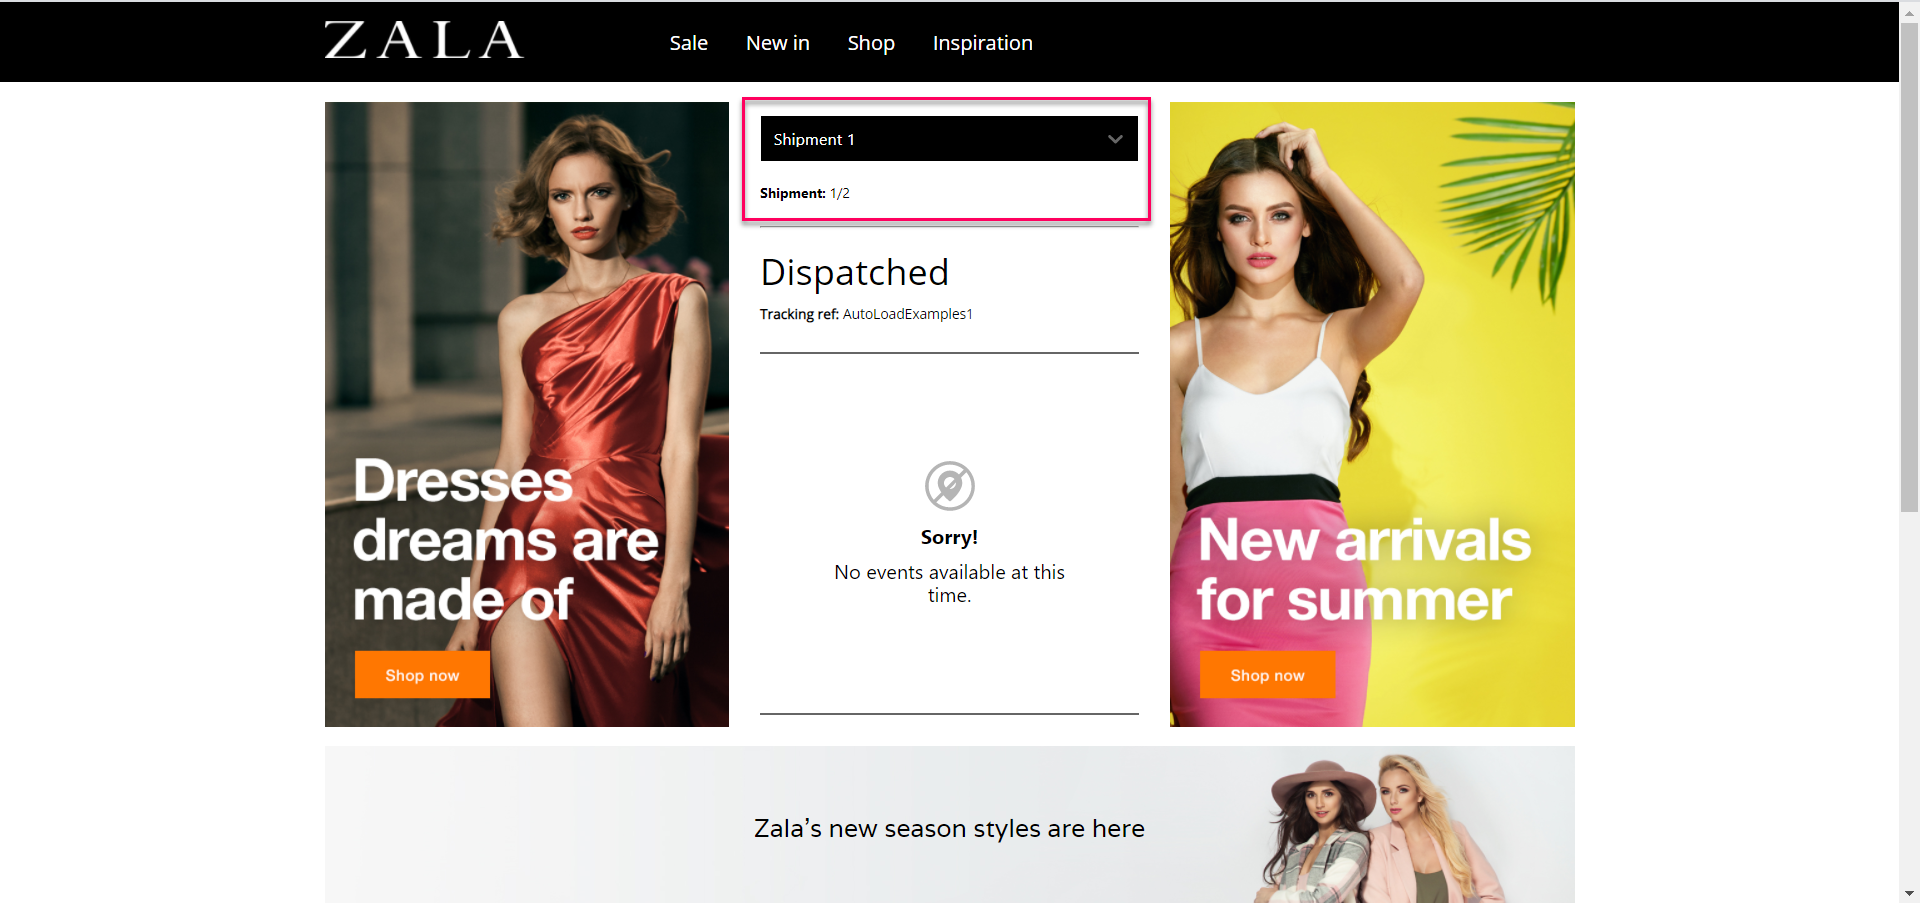 ZALA
Sale
New in
Shop
Inspiration
Dresses
dreams are
made of
Shop now
Shipment 1
Shipment: 1/2
Dispatched
Tracking ref: AutoLoadExamples1
Sorry!
No events available at this
time.
New arrivals
for summer
Shop now
Zala’s new season styles are here